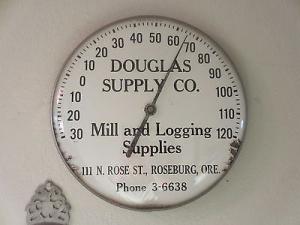 30 20 10 0 10 20 30 40 50 60 70 80 90 100 110 120
DOUGLAS
SUPPLY CO.
Mill and Logging
Supplies
111 N. ROSE ST., ROSEBURG, ORE.
Phone 3-6638